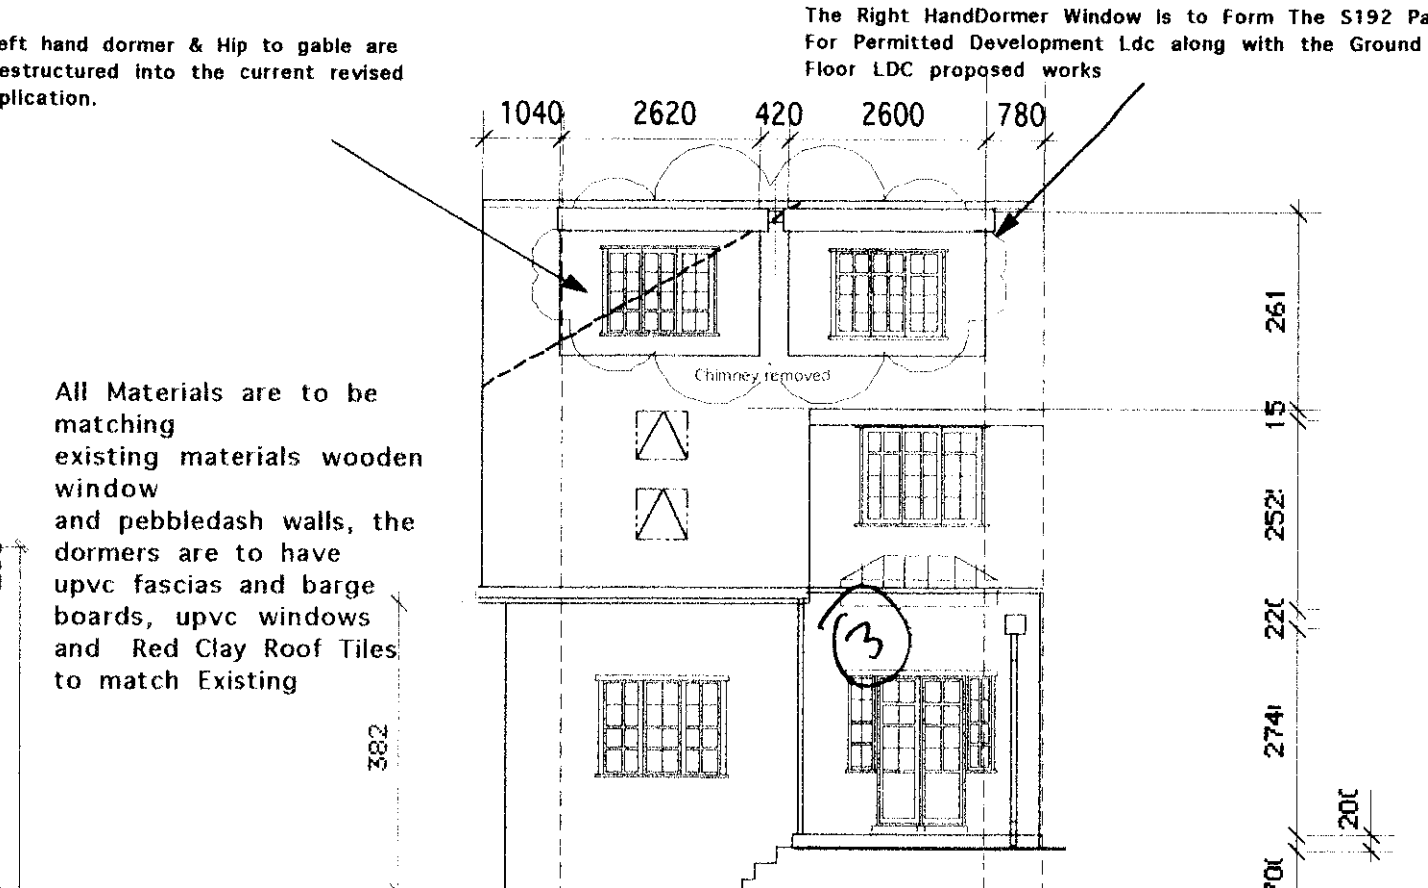 eft hand dormer & Hip to gable are
estructured into the current revised
plication.
The Right HandDormer Window is to Form The S192 Pa
For Permitted Development Ldc along with the Ground
Floor LDC proposed works
1040 2620 420 2600 780
Chimney removed
All Materials are to be
matching
existing materials wooden
window
and pebbledash walls, the
dormers are to have
upvc fascias and barge
boards, upvc windows
and Red Clay Roof Tiles
to match Existing
3
382
261
15
252
220
274
200